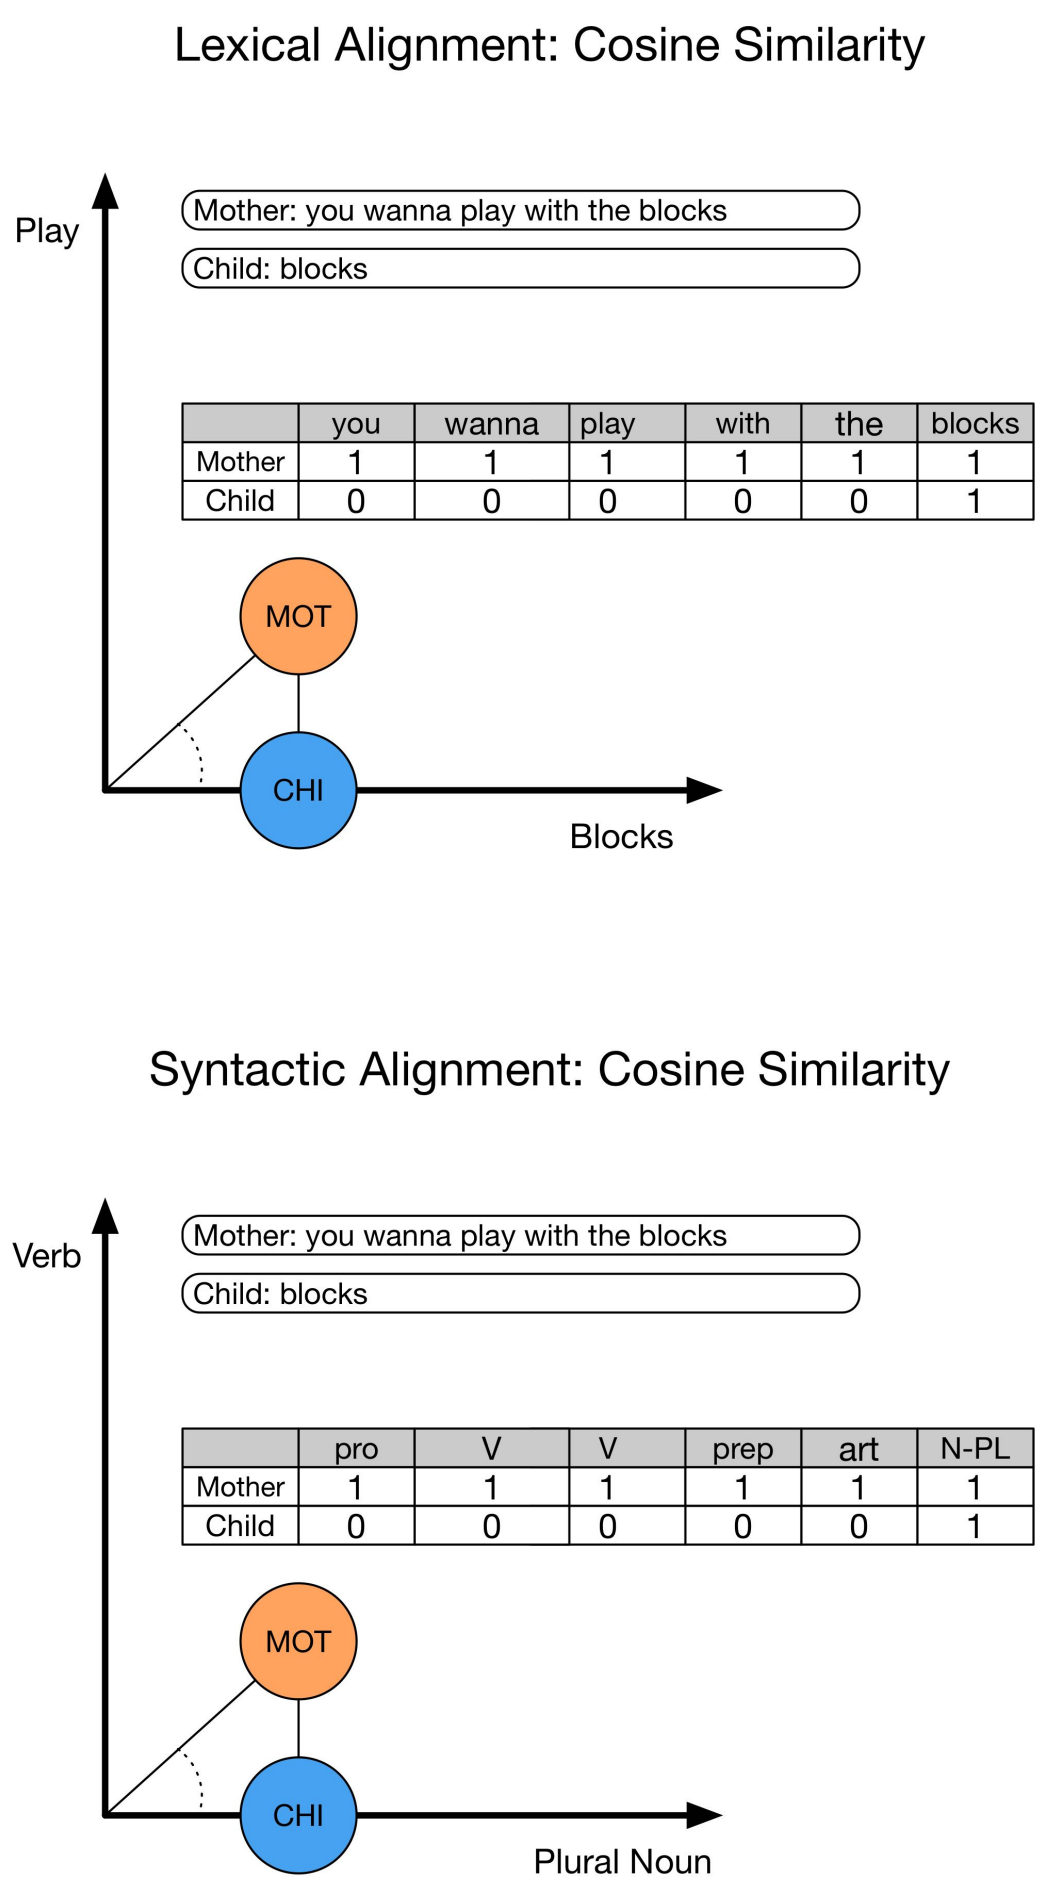 Lexical Alignment: Cosine Similarity
Play
Mother: you wanna play with the blocks
Child: blocks
you wanna play with the blocks
Mother 1 1 1 1 1 1
Child 0 0 0 0 0 1
MOT
CHI
Blocks
Syntactic Alignment: Cosine Similarity
Verb
Mother: you wanna play with the blocks
Child: blocks
pro V V prep art N-PL
Mother 1 1 1 1 1 1
Child 0 0 0 0 0 1
MOT
CHI
Plural Noun